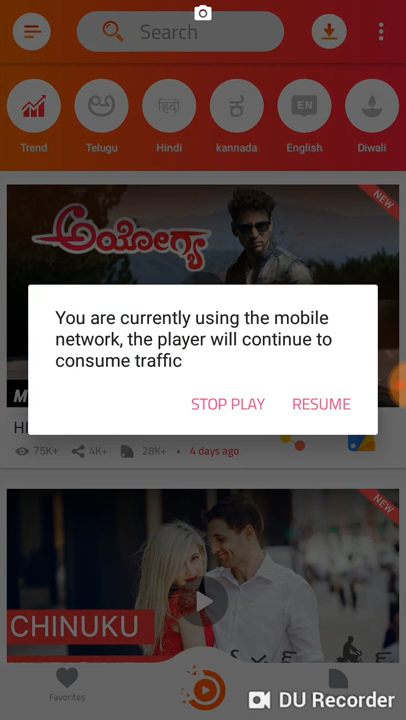 Search
అ
हिंदी
ಕ
EN
Trend
Telugu
Hindi
kannada
English
Diwali
NEW
ಅಯೋಗ್ಯ
You are currently using the mobile
network, the player will continue to
consume traffic
STOP PLAY
RESUME
75K+
4K+
28K+
• 4 days ago
NEW
CHINUKU
Favorites
DU Recorder